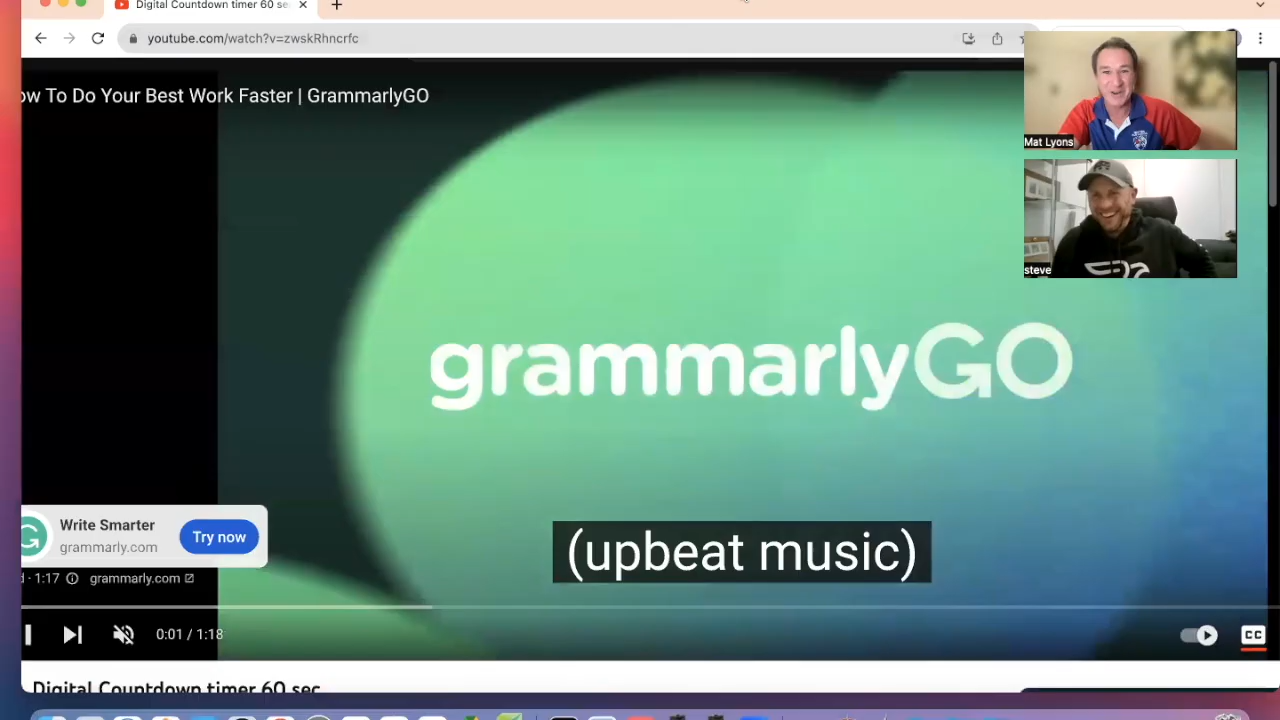 Digital Countdown timer 60 se
youtube.com/watch?v=zwskRhncrfc
ow To Do Your Best Work Faster | GrammarlyGO
Mat Lyons
steve
grammarlyGO
Write Smarter
grammarly.com
Try now
(upbeat music)
d · 1:17
grammarly.com
0:01 / 1:18
CC
Digital Countdown timer 60 sec